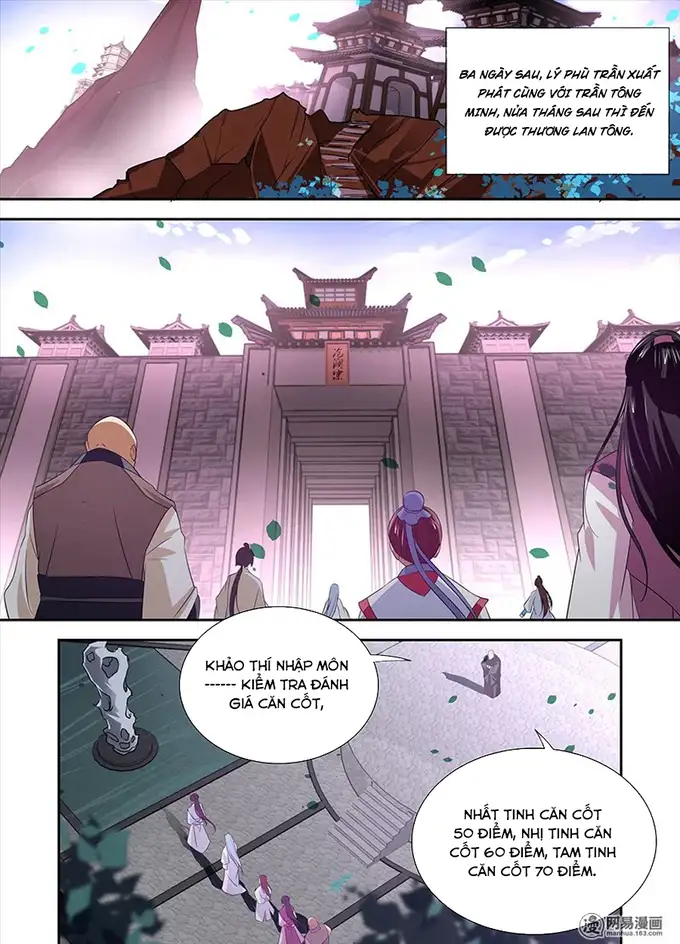 BA NGÀY SAU, LÝ PHÙ TRẦN XUẤT
PHÁT CÙNG VỚI TRẦN TÔNG
MINH, NỬA THÁNG SAU THÌ ĐẾN
ĐƯỢC THƯƠNG LAN TÔNG.
KHẢO THÍ NHẬP MÔN
------ KIỂM TRA ĐÁNH
GIÁ CĂN CỐT,
NHẤT TINH CĂN CỐT
50 ĐIỂM, NHỊ TINH CĂN
CỐT 60 ĐIỂM, TAM TINH
CĂN CỐT 70 ĐIỂM.
网易漫画
manhua.163.com